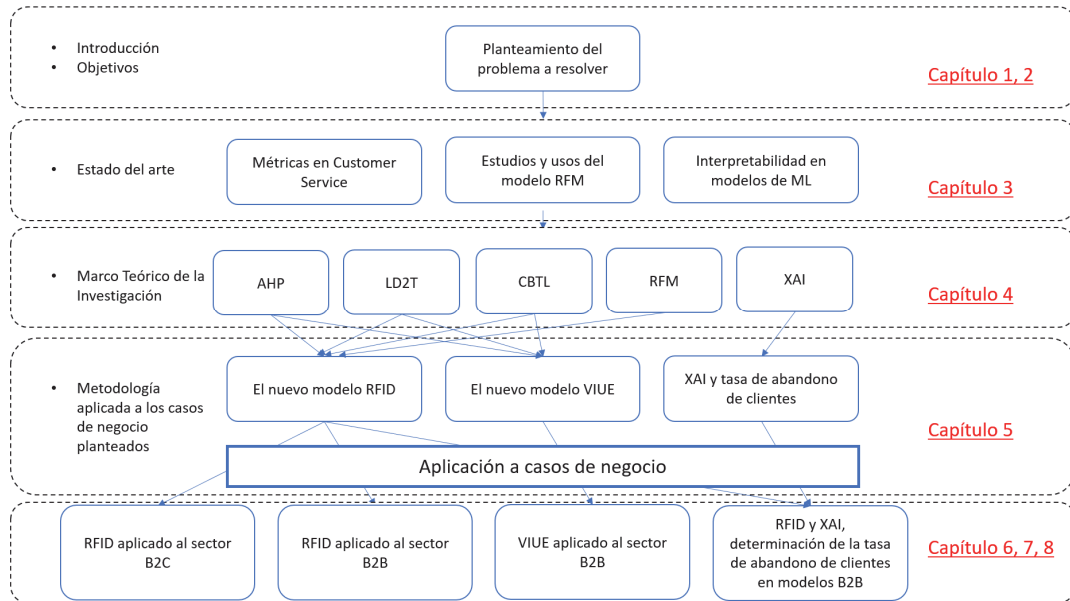 • Introducción
• Objetivos
Planteamiento del
problema a resolver
Capítulo 1, 2
• Estado del arte
Métricas en Customer
Service
Estudios y usos del
modelo RFM
Interpretabilidad en
modelos de ML
Capítulo 3
• Marco Teórico de la
Investigación
AHP
LD2T
CBTL
RFM
XAI
Capítulo 4
• Metodología
aplicada a los casos
de negocio
planteados
El nuevo modelo RFID
El nuevo modelo VIUE
XAI y tasa de abandono
de clientes
Capítulo 5
Aplicación a casos de negocio
RFID aplicado al sector
B2C
RFID aplicado al sector
B2B
VIUE aplicado al sector
B2B
RFID y XAI,
determinación de la tasa
de abandono de clientes
en modelos B2B
Capítulo 6, 7, 8